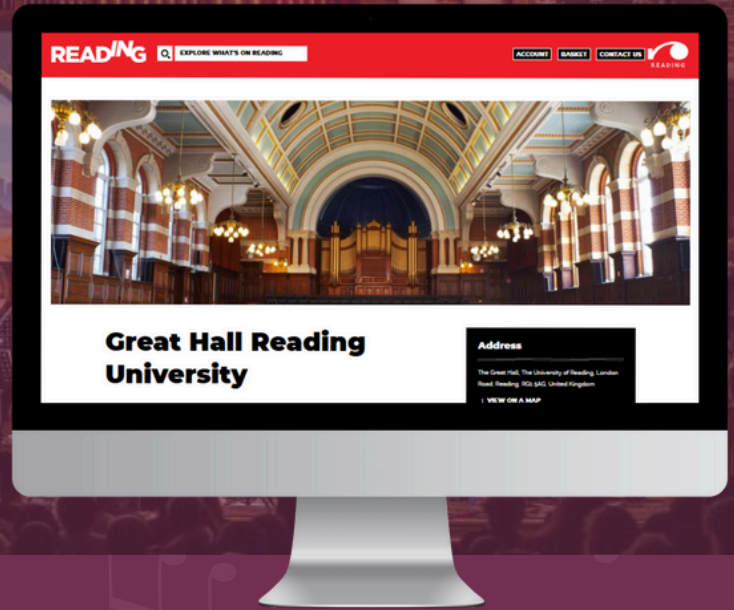 READING
EXPLORE WHAT'S ON READING
ACCOUNT BASKET CONTACT US
READING
Great Hall Reading
University
Address
The Great Hall, The University of Reading, London
Road, Reading, RG1 5AQ, United Kingdom
| VIEW ON A MAP